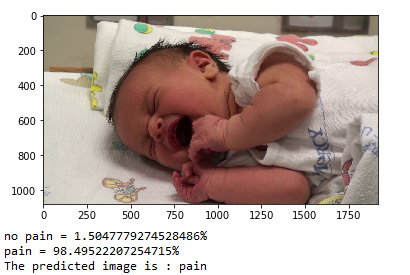 0
200
400
600
800
1000
0 250 500 750 1000 1250 1500 1750
no pain = 1.5047779274528486%
pain = 98.49522207254715%
The predicted image is : pain